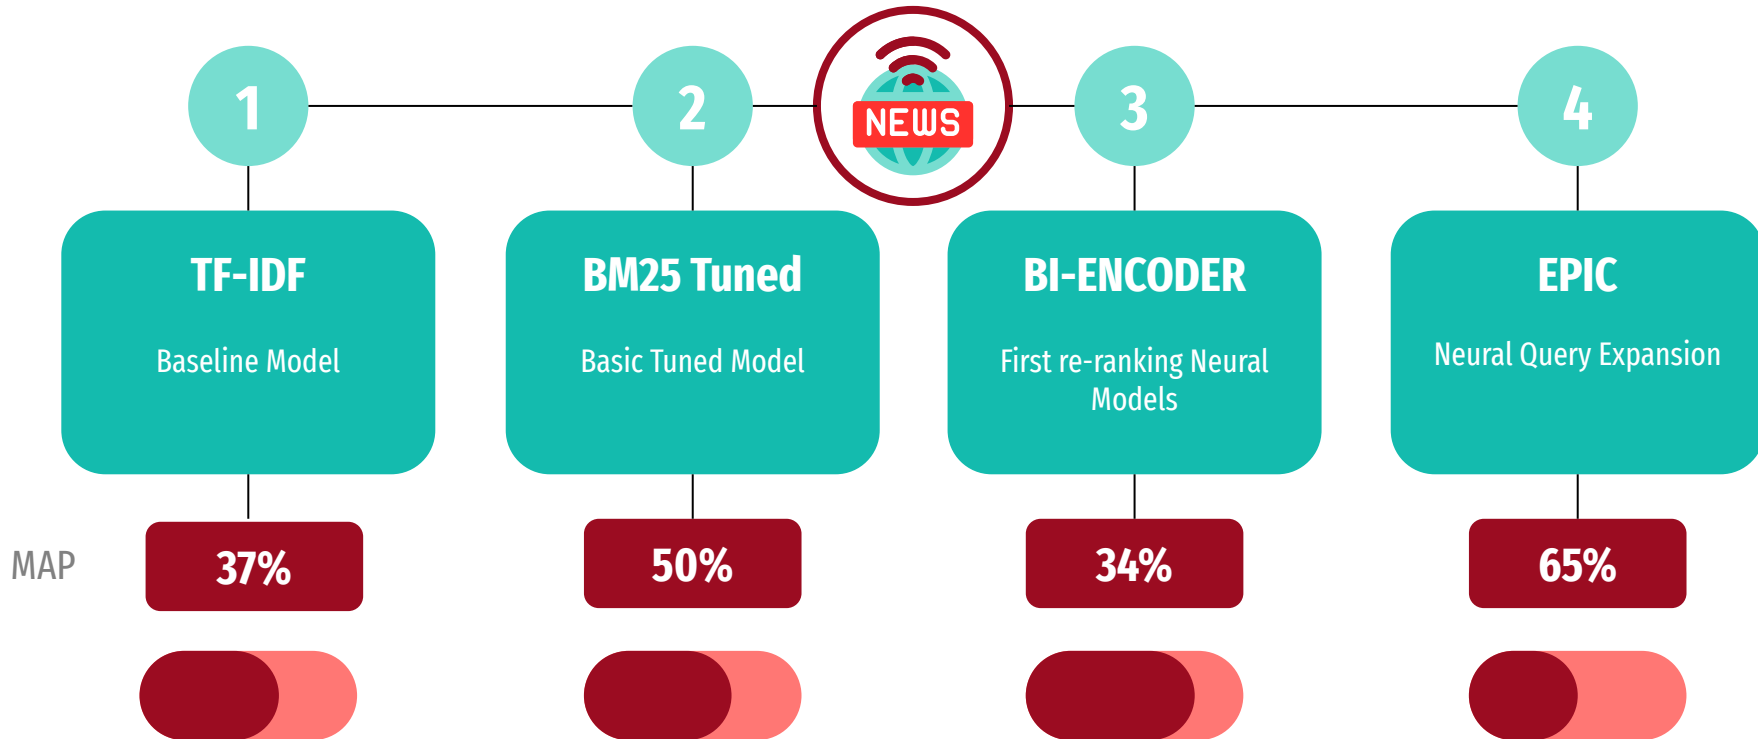 1
2
NEWS
3
4
TF-IDF
Baseline Model
BM25 Tuned
Basic Tuned Model
BI-ENCODER
First re-ranking Neural
Models
EPIC
Neural Query Expansion
MAP
37%
50%
34%
65%